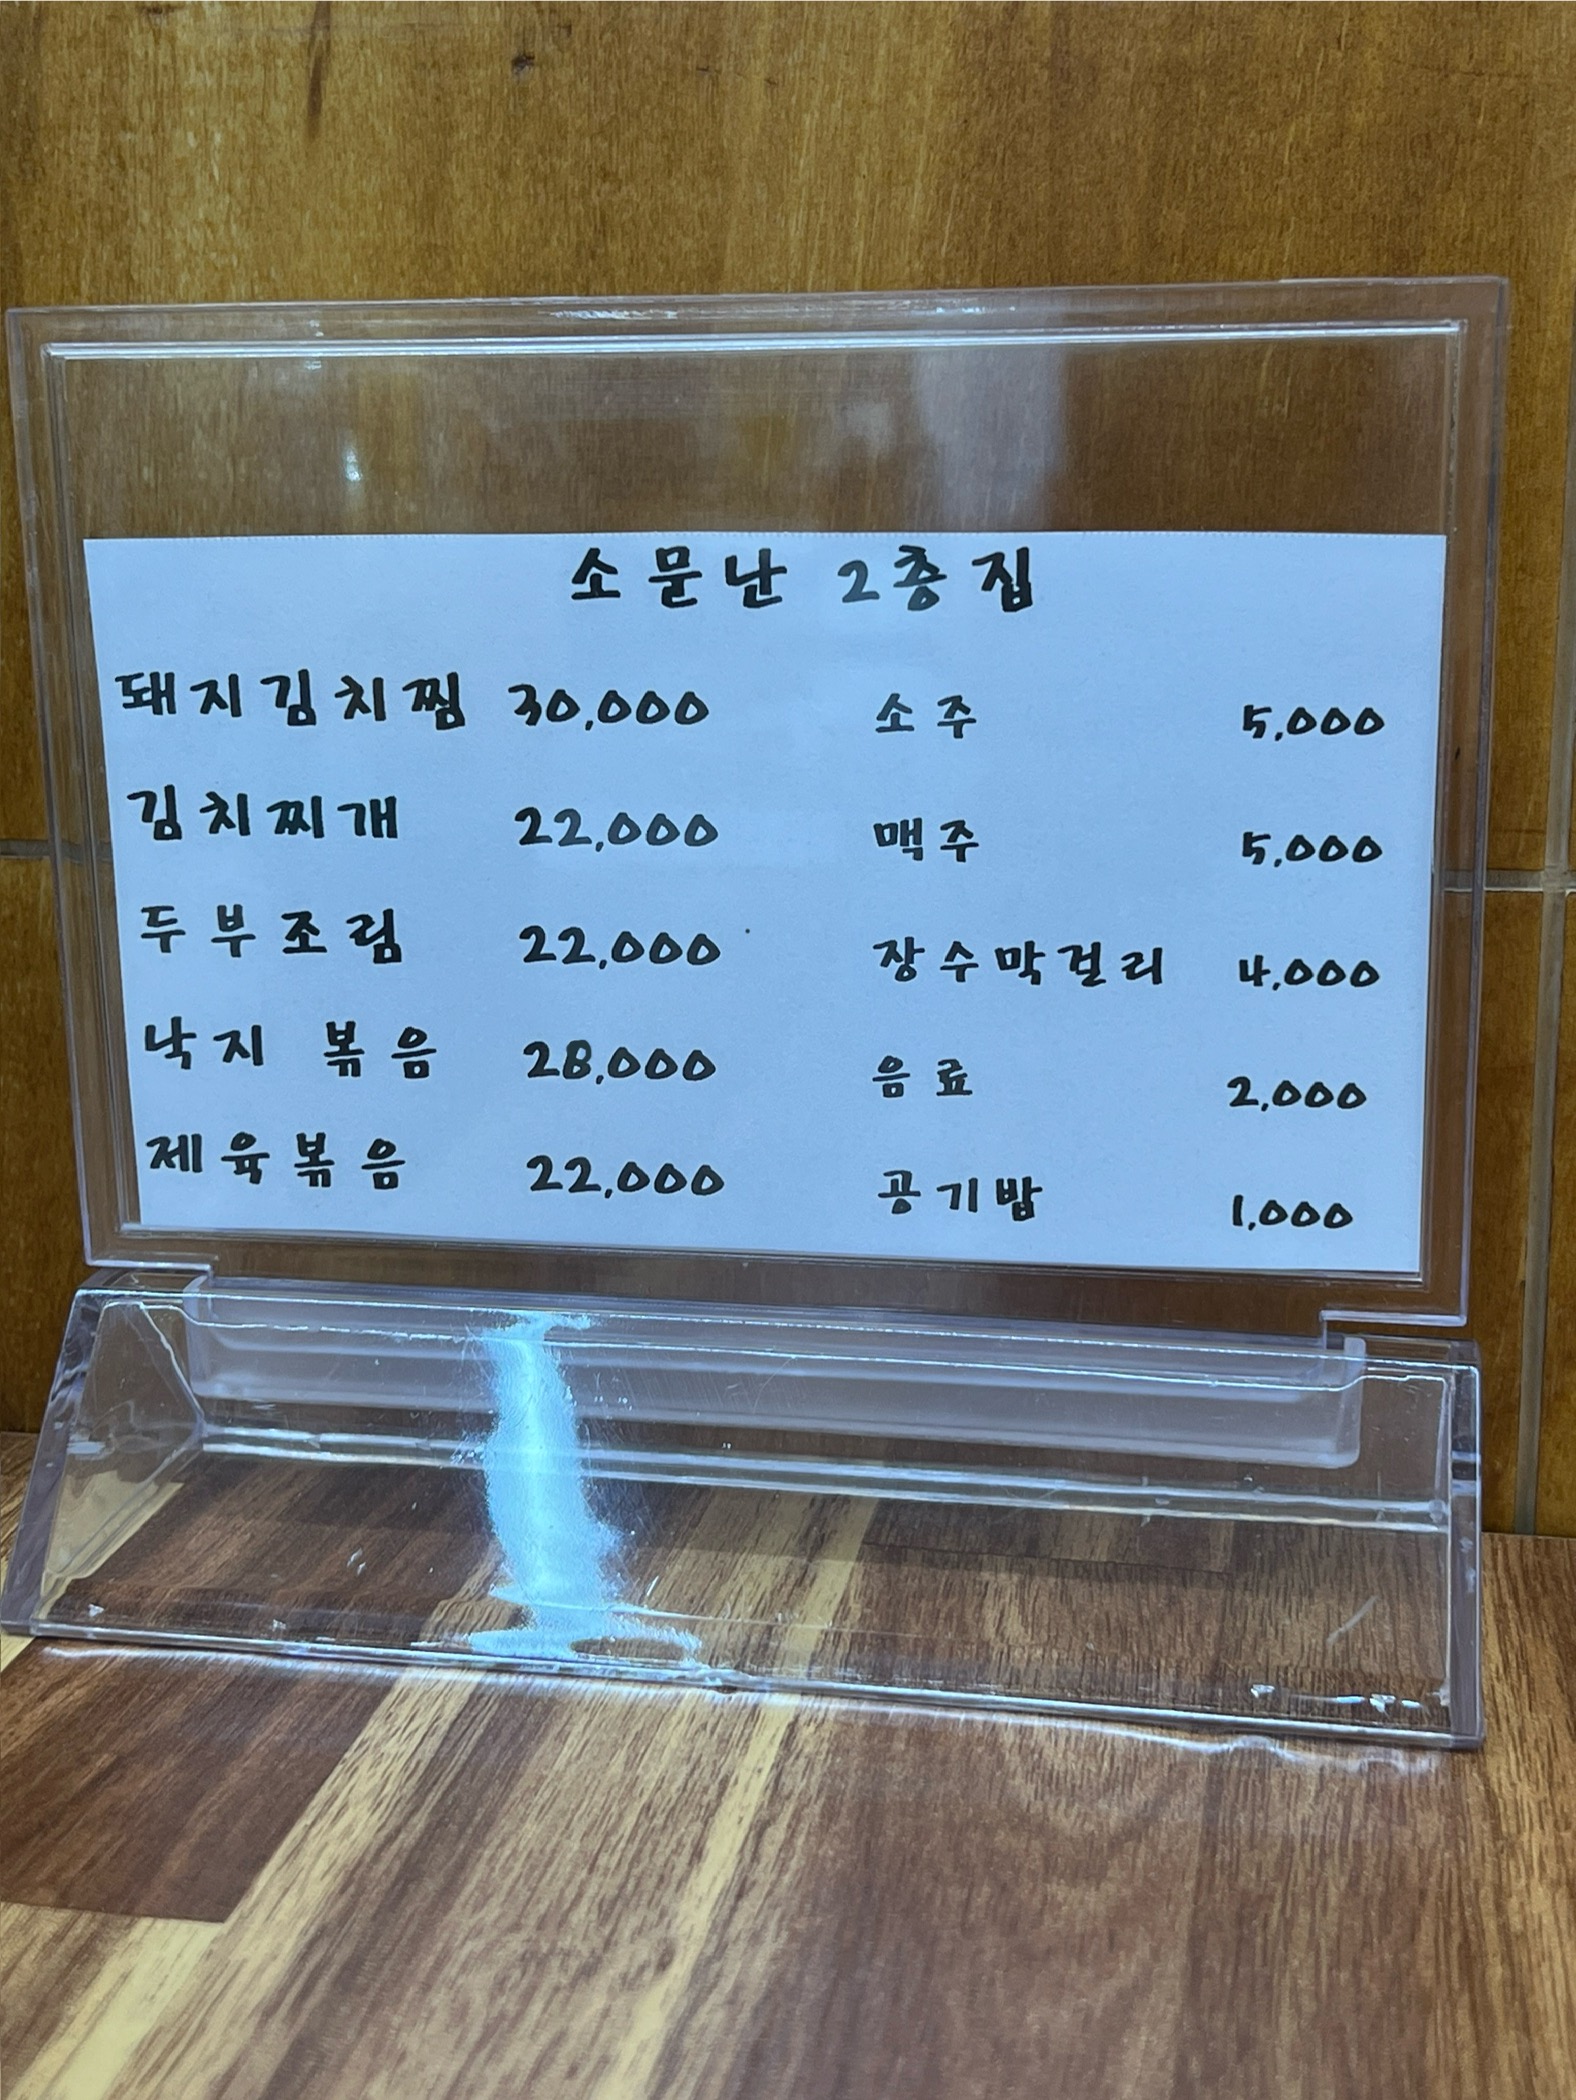 소문난 2층집
돼지김치찜 30,000
김치찌개 22,000
두부조림 22,000
낙지 볶음 28,000
제육볶음 22,000
소주 5,000
맥주 5,000
장수막걸리 4,000
음료 2,000
공기밥 1,000